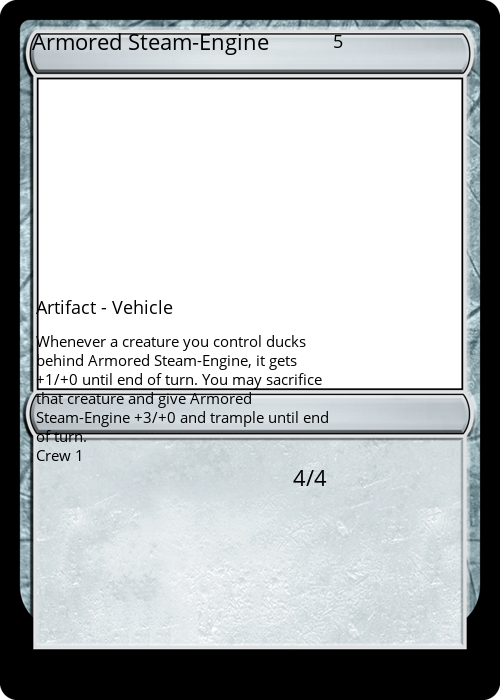 Armored Steam-Engine 5
Artifact - Vehicle
Whenever a creature you control ducks
behind Armored Steam-Engine, it gets
+1/+0 until end of turn. You may sacrifice
that creature and give Armored
Steam-Engine +3/+0 and trample until end
of turn.
Crew 1
4/4